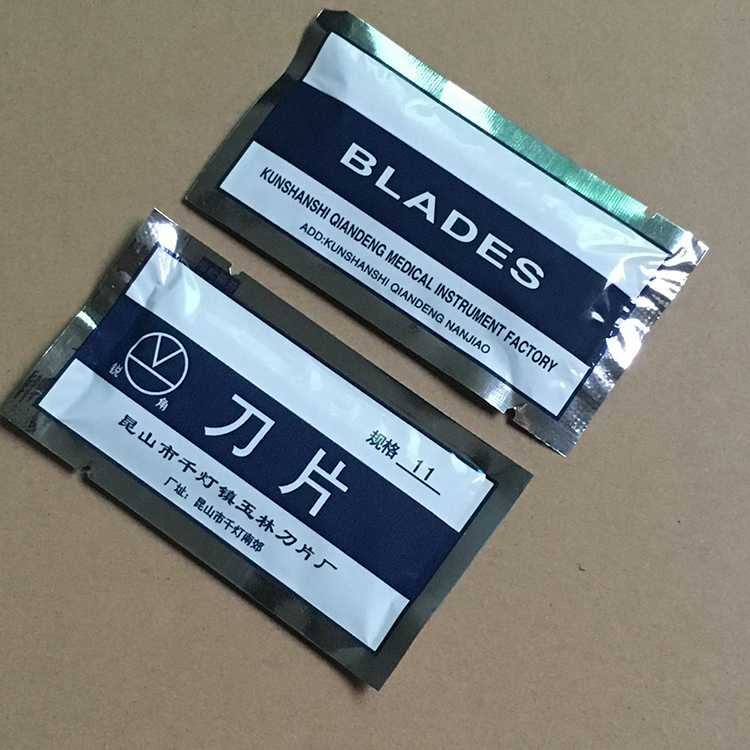 BLADES
KUNSHANSHI QIANDENG MEDICAL INSTRUMENT FACTORY
ADD:KUNSHANSHI QIANDENG NANJIAO
锐角
刀片
规格 11
昆山市千灯镇玉林刀片厂
厂址:昆山市千灯南郊